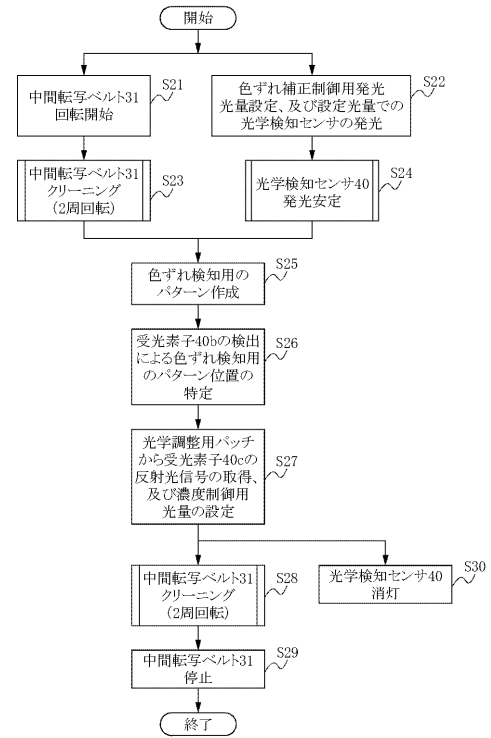 開始
中間転写ベルト31
回転開始
S21
色ずれ補正制御用発光
光量設定、及び設定光量での
光学検知センサの発光
S22
中間転写ベルト31
クリーニング
(2周回転)
S23
光学検知センサ40
発光安定
S24
色ずれ検知用の
パターン作成
S25
受光素子40bの検出
による色ずれ検知用
のパターン位置の
特定
S26
光学調整用パッチ
から受光素子40cの
反射光信号の取得、
及び濃度制御用
光量の設定
S27
中間転写ベルト31
クリーニング
(2周回転)
S28
光学検知センサ40
消灯
S30
中間転写ベルト31
停止
S29
終了